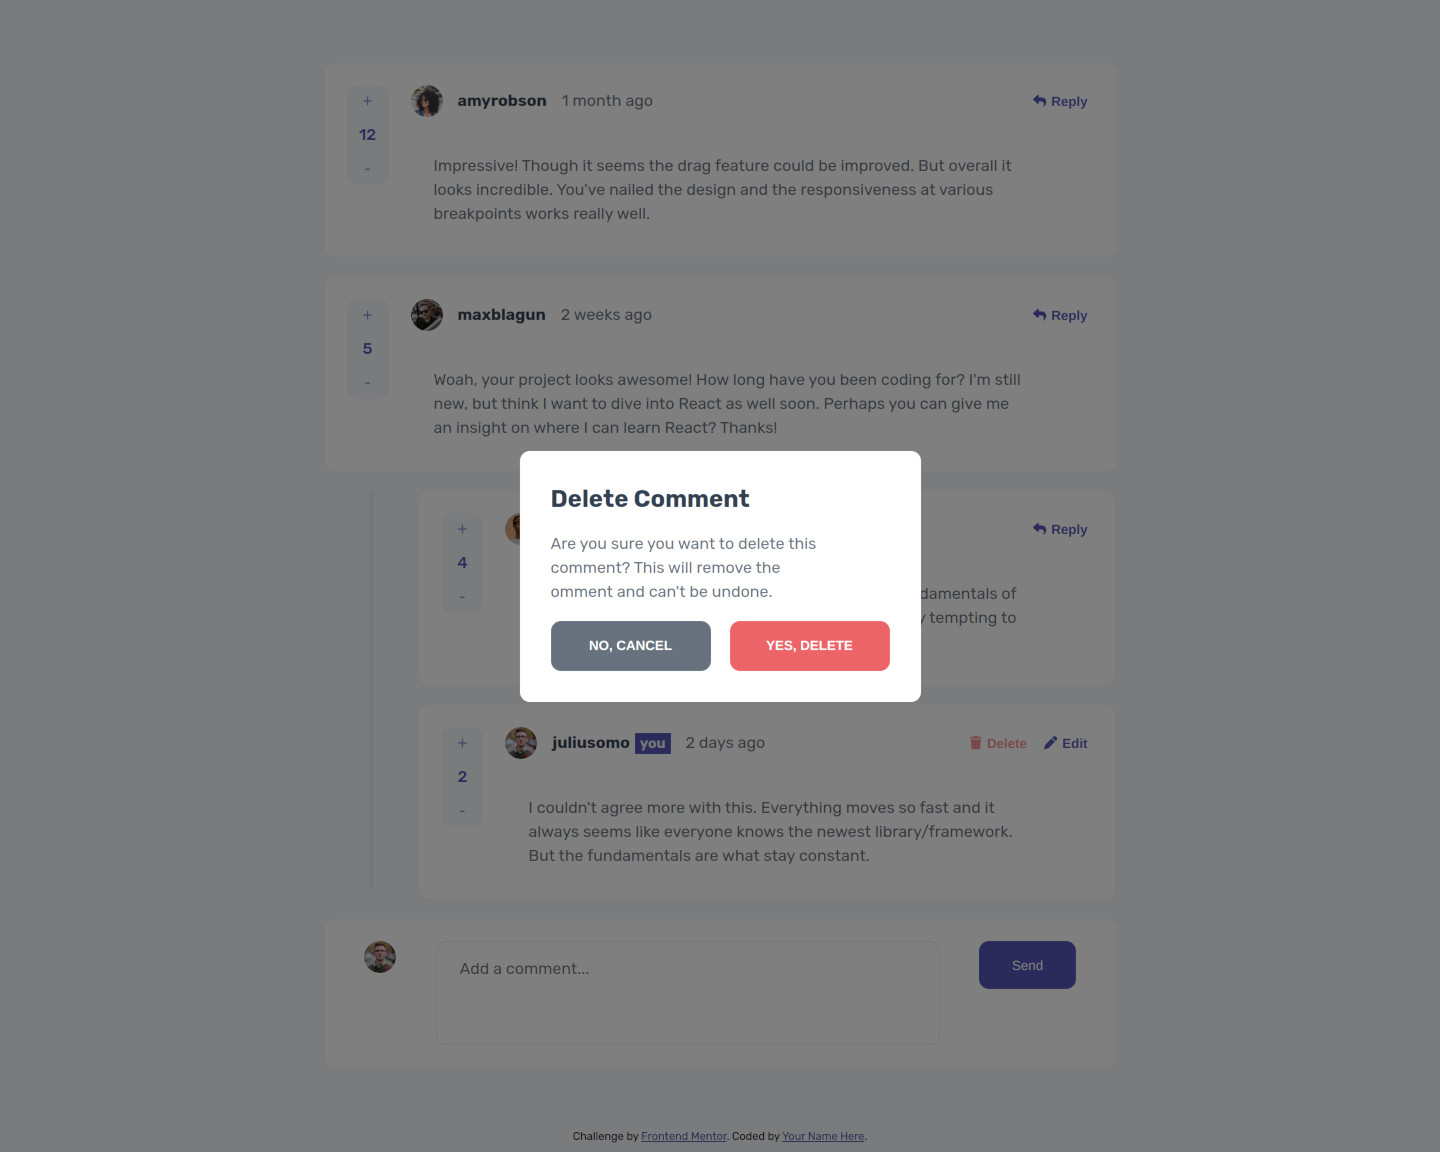 +
amyrobson 1 month ago
Reply
12
-
Impressive! Though it seems the drag feature could be improved. But overall it
looks incredible. You've nailed the design and the responsiveness at various
breakpoints works really well.
+
maxblagun 2 weeks ago
Reply
5
-
Woah, your project looks awesome! How long have you been coding for? I'm still
new, but think I want to dive into React as well soon. Perhaps you can give me
an insight on where I can learn React? Thanks!
Delete Comment
Are you sure you want to delete this
comment? This will remove the
omment and can't be undone.
NO, CANCEL
YES, DELETE
+
Reply
4
-
damentals of
tempting to
+
juliusomo you 2 days ago
Delete
Edit
2
-
I couldn't agree more with this. Everything moves so fast and it
always seems like everyone knows the newest library/framework.
But the fundamentals are what stay constant.
Add a comment...
Send
Challenge by Frontend Mentor. Coded by Your Name Here.